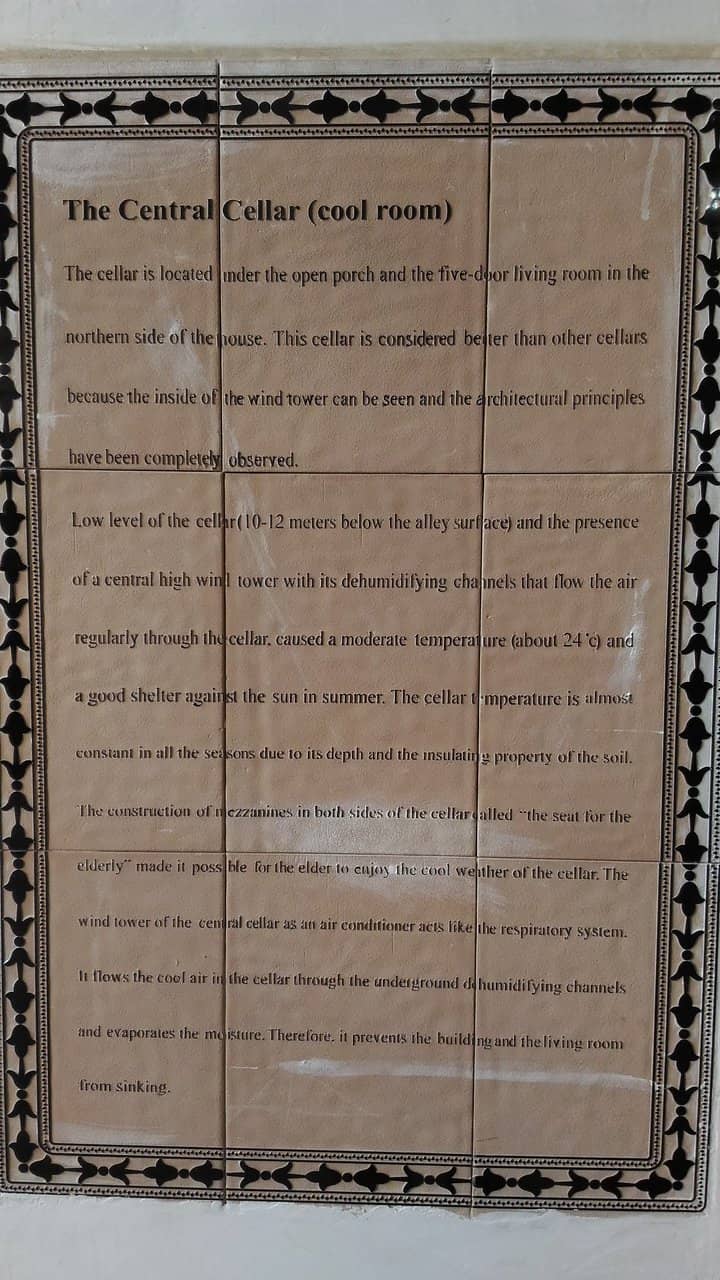 The Central Cellar (cool room)
The cellar is located under the open porch and the five-door living room in the
northern side of the house. This cellar is considered better than other cellars
because the inside of the wind tower can be seen and the architectural principles
have been completely observed.
Low level of the cellar(10-12 meters below the alley surface) and the presence
of a central high wind tower with its dehumidifying channels that flow the air
regularly through the cellar, caused a moderate temperature (about 24 °c) and
a good shelter against the sun in summer. The cellar temperature is almost
constant in all the seasons due to its depth and the insulating property of the soil.
The construction of mezzanines in both sides of the cellar called "the seat for the
elderly" made it possible for the elder to enjoy the cool weather of the cellar. The
wind tower of the central cellar as an air conditioner acts like the respiratory system.
It flows the cool air in the cellar through the underground dehumidifying channels
and evaporates the moisture. Therefore, it prevents the building and the living room
from sinking.